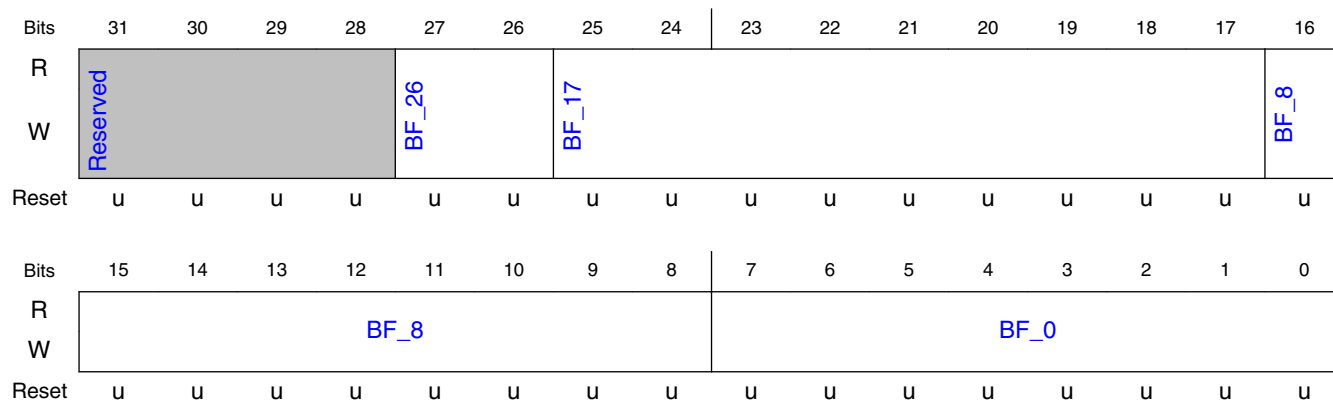 Bits 31 30 29 28 27 26 25 24 23 22 21 20 19 18 17 16
R
W
Reserved
BF_26
BF_17
BF_8
Reset u u u u u u u u u u u u u u u u
Bits 15 14 13 12 11 10 9 8 7 6 5 4 3 2 1 0
R
W
BF_8 BF_0
Reset u u u u u u u u u u u u u u u u